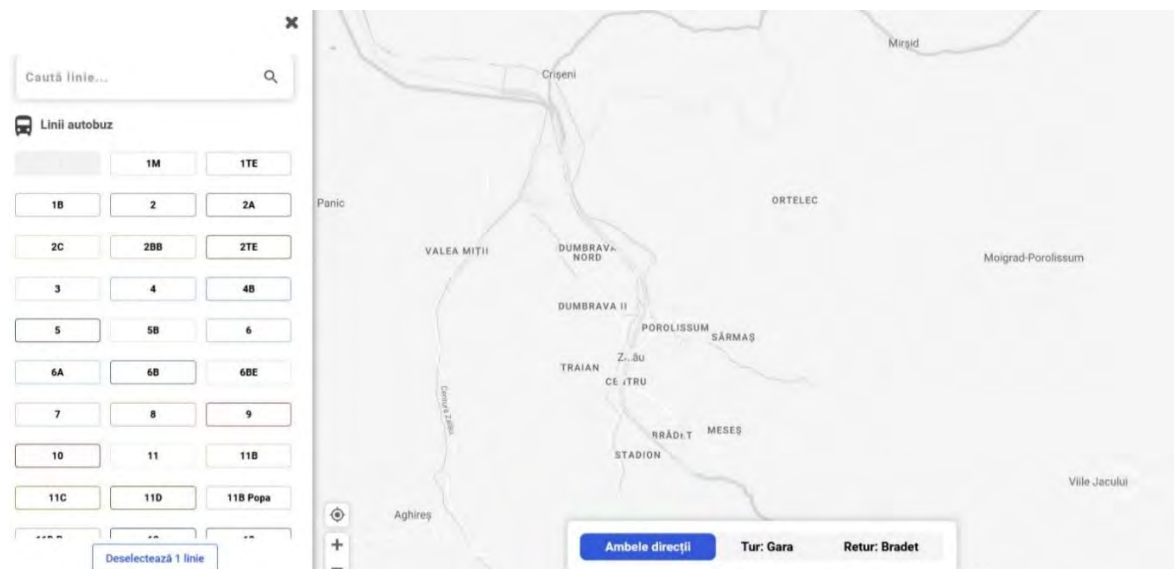 ✖
Caută linie...
Linii autobuz
1M 1TE
1B 2 2A
2C 2BB 2TE
3 4 4B
5 5B 6
6A 6B 6BE
7 8 9
10 11 11B
11C 11D 11B Popa
Deselectează 1 linie
Mirșid
Crișeni
Panic
ORTELEC
VALEA MIȚII
DUMBRAVA
NORD
Moigrad-Porolissum
DUMBRAVA II
POROLISSUM
SĂRMAȘ
TRAIAN
Centura Zalău
MESEȘ
STADION
Viile Jacului
Aghireș
+
Ambele direcții Tur: Gara Retur: Bradet